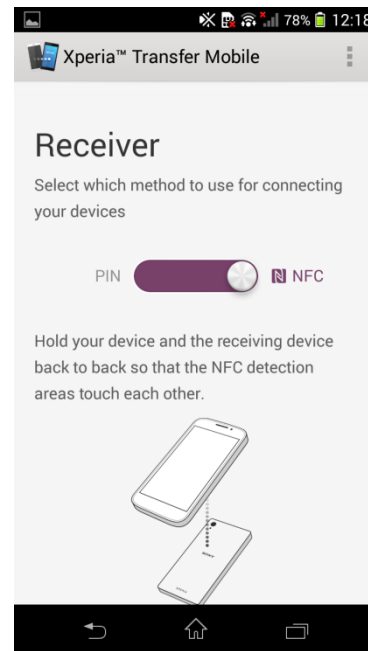 78% 12:18
Xperia™ Transfer Mobile
Receiver
Select which method to use for connecting
your devices
PIN NFC
Hold your device and the receiving device
back to back so that the NFC detection
areas touch each other.
SONY